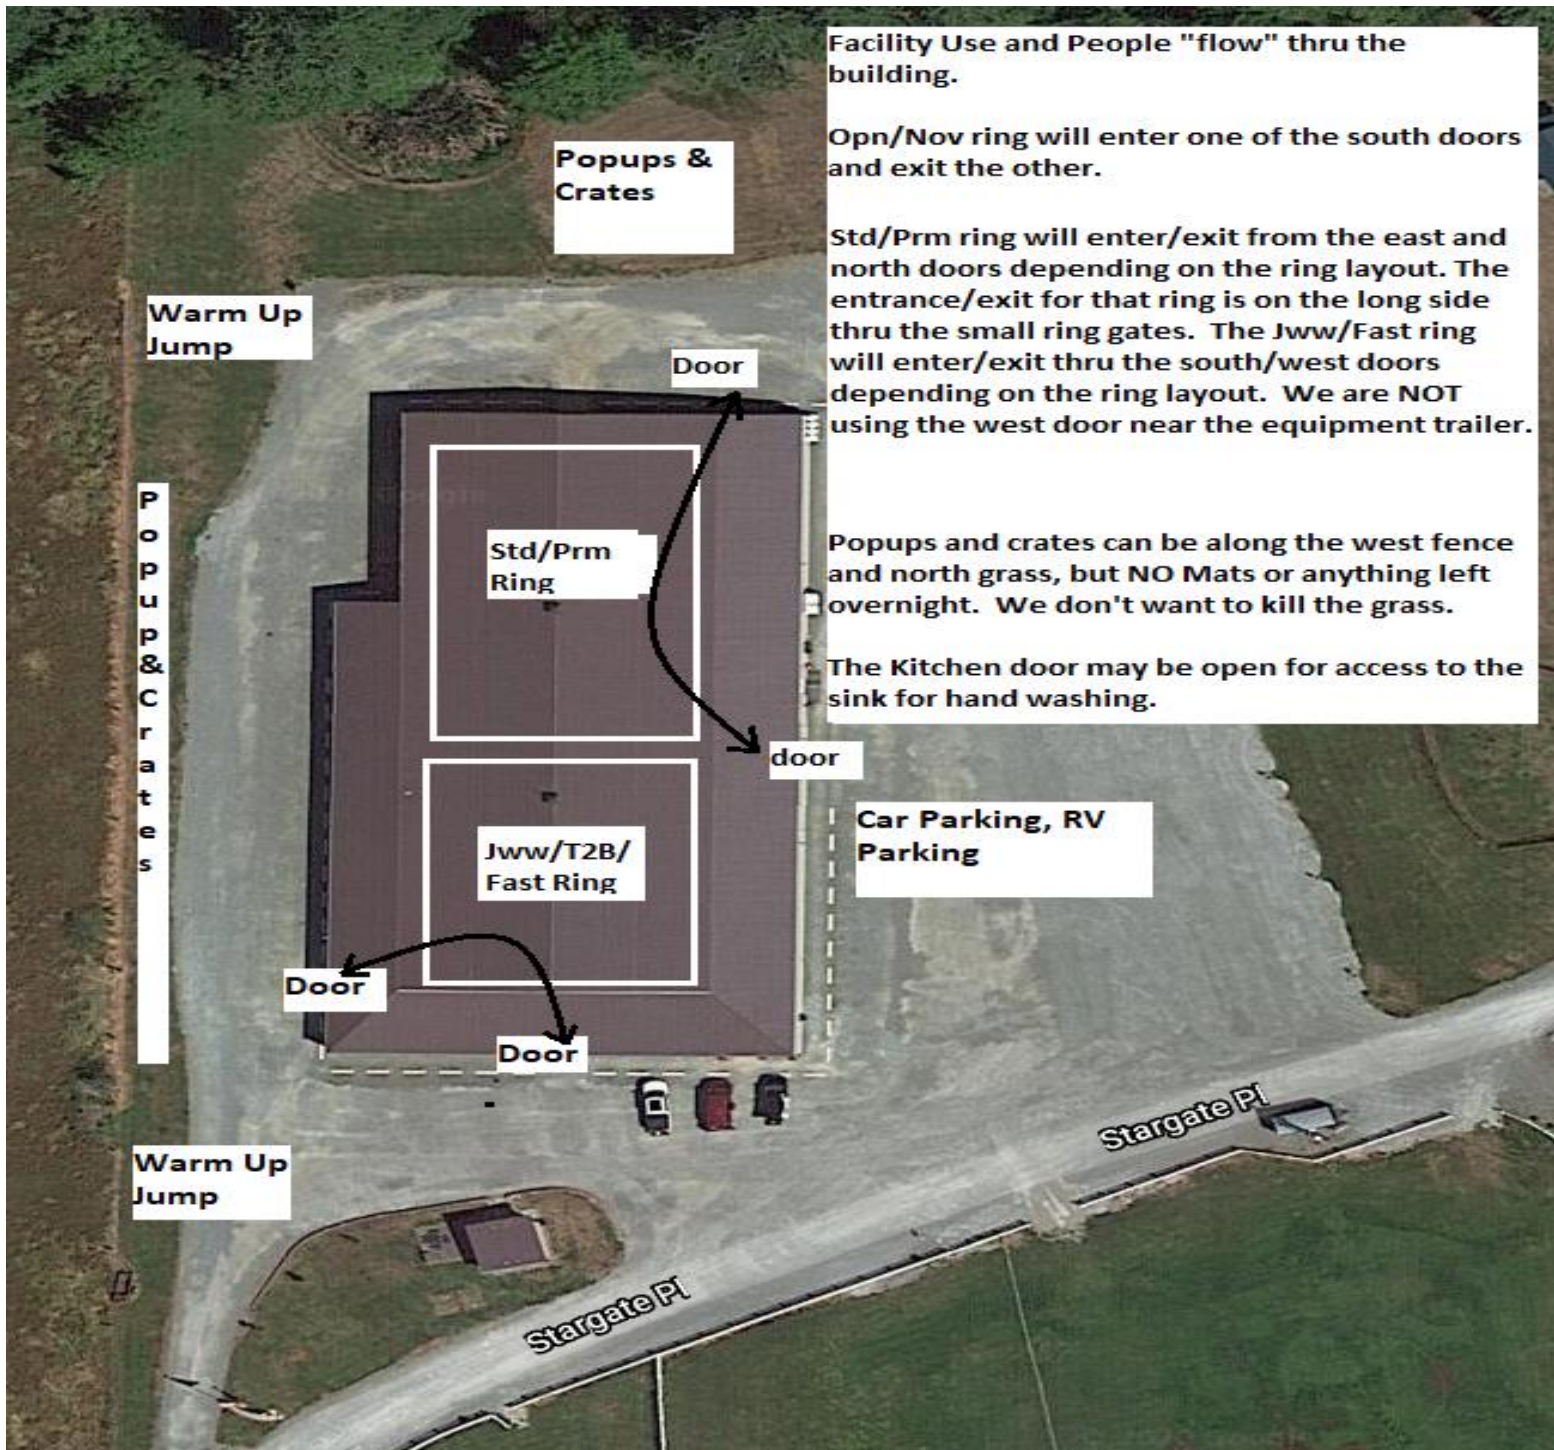 Facility Use and People "flow" thru the
building.
Opn/Nov ring will enter one of the south doors
and exit the other.
Std/Prm ring will enter/exit from the east and
north doors depending on the ring layout. The
entrance/exit for that ring is on the long side
thru the small ring gates.  The Jww/Fast ring
will enter/exit thru the south/west doors
depending on the ring layout.  We are NOT
using the west door near the equipment trailer.
Popups and crates can be along the west fence
and north grass, but NO Mats or anything left
overnight.  We don't want to kill the grass.
The Kitchen door may be open for access to the
sink for hand washing.
Popups &
Crates
Warm Up
Jump
Door
Popup&Crates
Std/Prm
Ring
door
Car Parking, RV
Parking
Jww/T2B/
Fast Ring
Door
Door
Warm Up
Jump
Stargate Pl
Stargate Pl